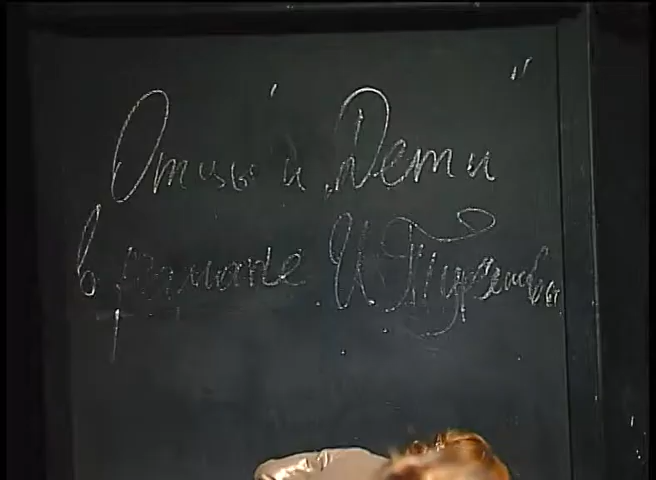 Отцы и Дети"
в романе И Тургенева